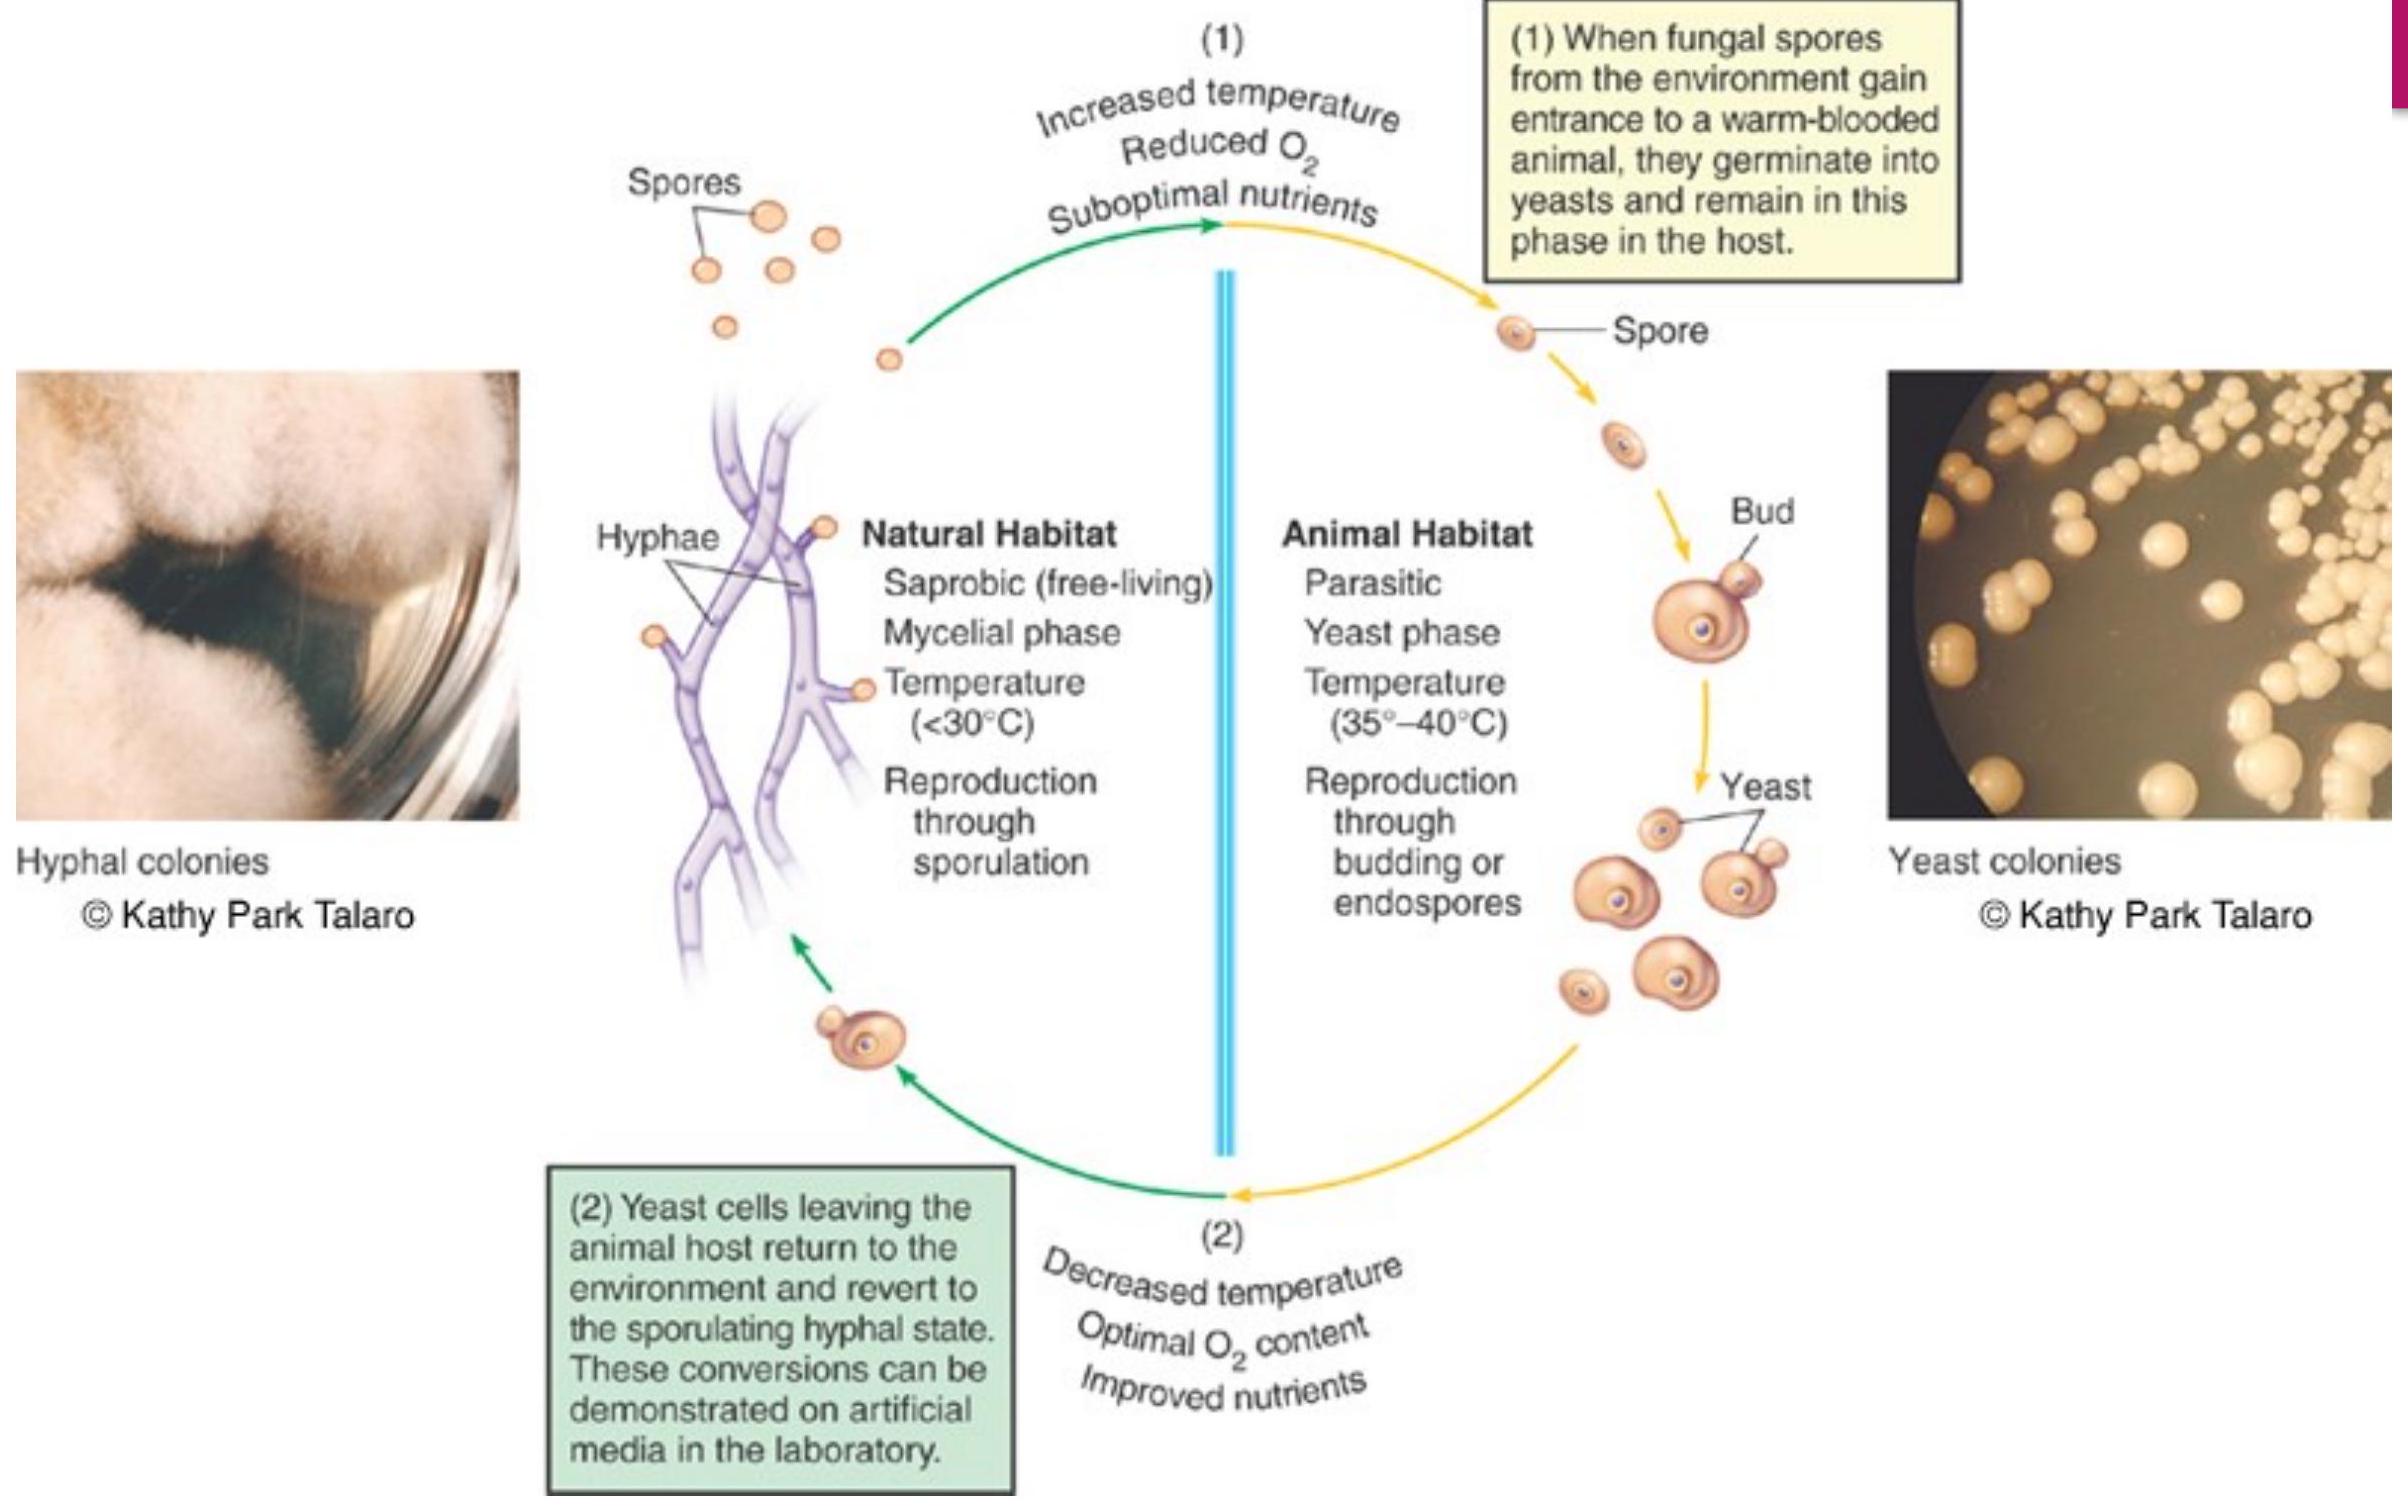 (1)
Increased temperature
Reduced O₂
Suboptimal nutrients
(1) When fungal spores
from the environment gain
entrance to a warm-blooded
animal, they germinate into
yeasts and remain in this
phase in the host.
Spores
Spore
Hyphae
Natural Habitat
Saprobic (free-living)
Mycelial phase
Temperature
(<30°C)
Reproduction
through
sporulation
Animal Habitat
Parasitic
Yeast phase
Temperature
(35°–40°C)
Reproduction
through
budding or
endospores
Bud
Yeast
Hyphal colonies
© Kathy Park Talaro
Yeast colonies
© Kathy Park Talaro
(2) Yeast cells leaving the
animal host return to the
environment and revert to
the sporulating hyphal state.
These conversions can be
demonstrated on artificial
media in the laboratory.
(2)
Decreased temperature
Optimal O₂ content
Improved nutrients